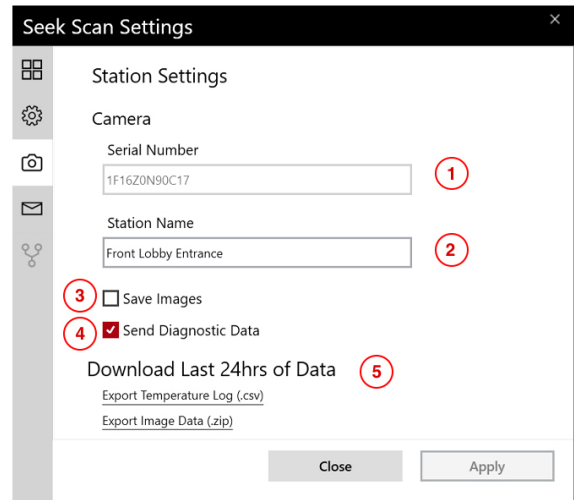 Seek Scan Settings
Station Settings
Camera
Serial Number
1F16Z0N90C17
1
Station Name
Front Lobby Entrance
2
3 Save Images
4 Send Diagnostic Data
Download Last 24hrs of Data 5
Export Temperature Log (.csv)
Export Image Data (.zip)
Close Apply